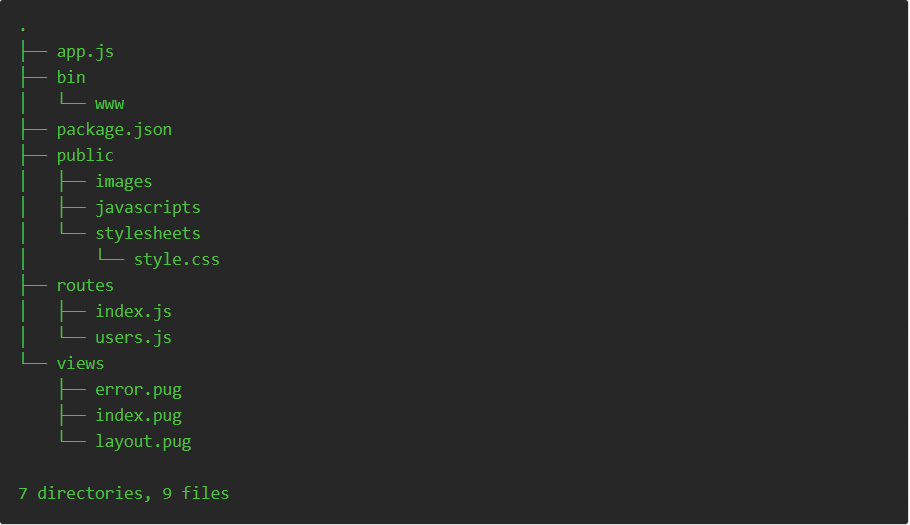 .
├── app.js
├── bin
│   └── www
├── package.json
├── public
│   ├── images
│   ├── javascripts
│   └── stylesheets
│       └── style.css
├── routes
│   ├── index.js
│   └── users.js
└── views
    ├── error.pug
    ├── index.pug
    └── layout.pug

7 directories, 9 files